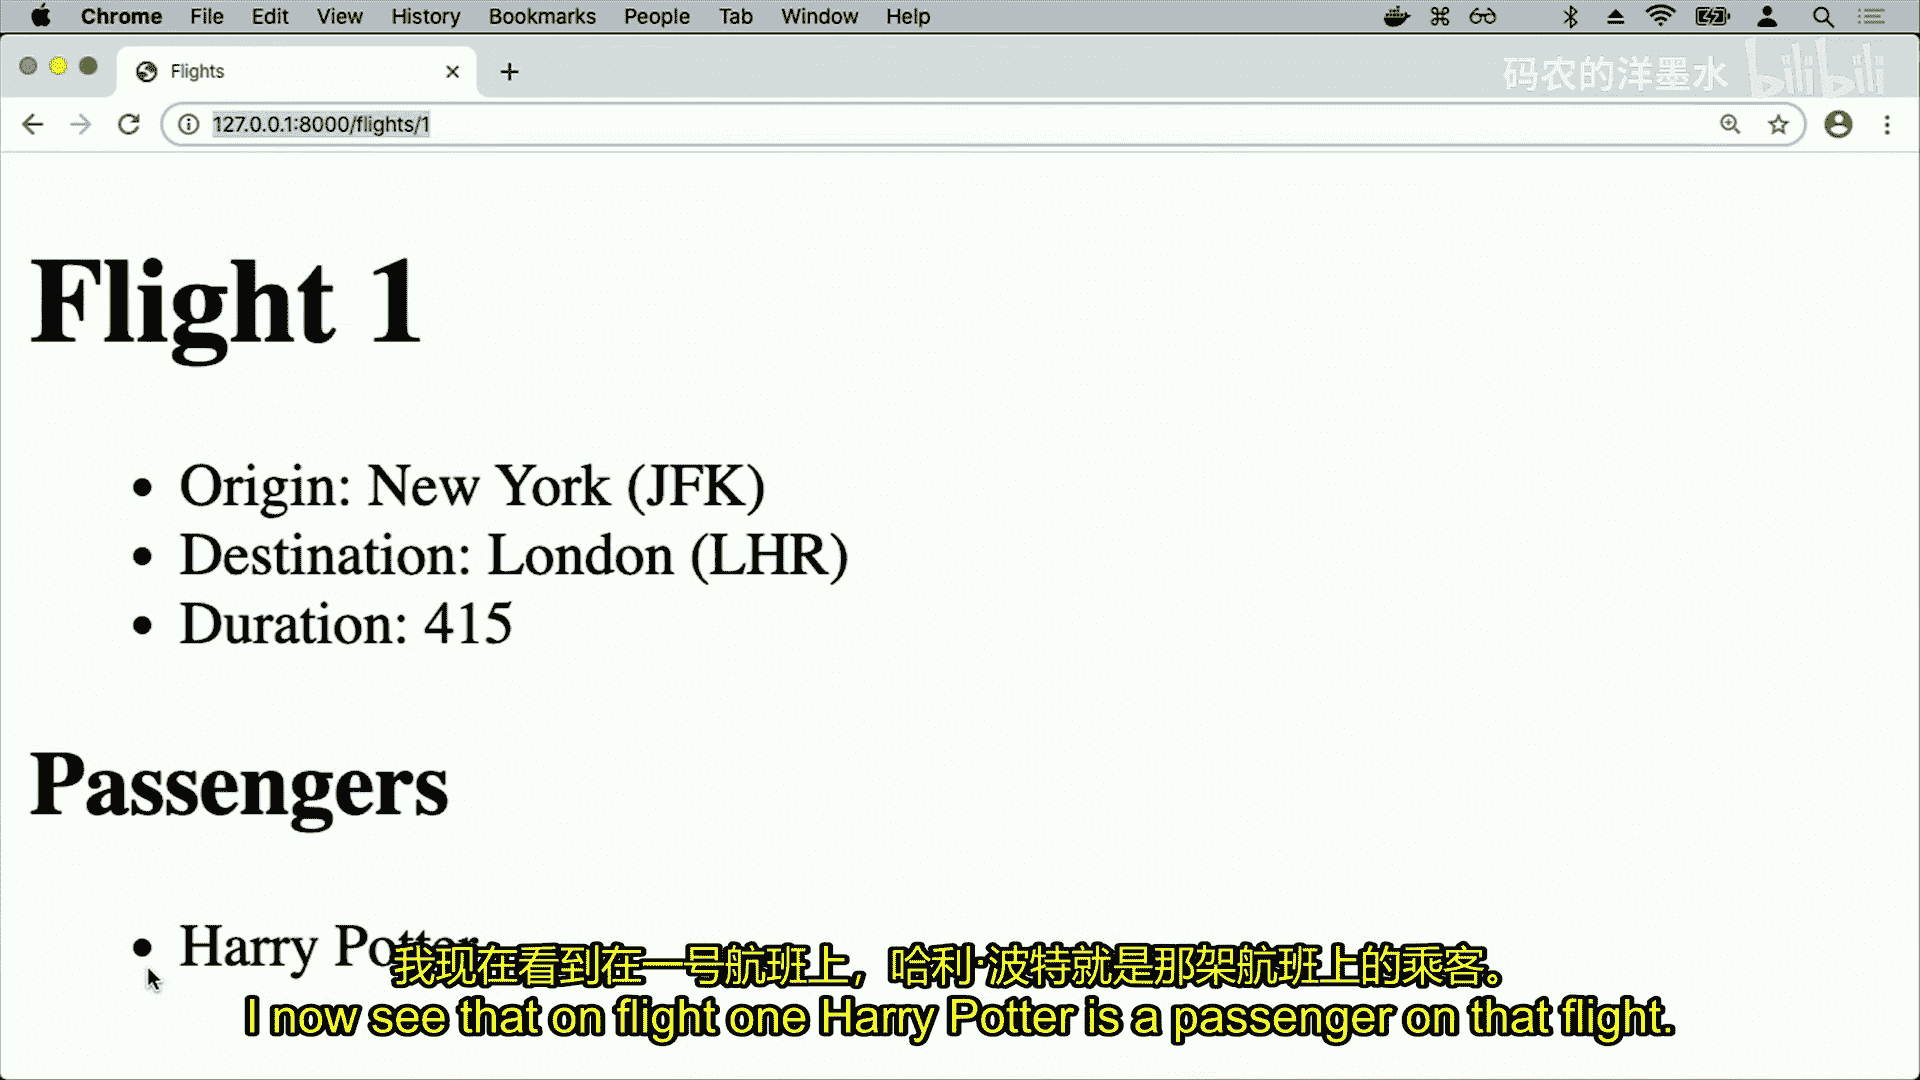 Chrome File Edit View History Bookmarks People Tab Window Help
Flights
码农的洋墨水 bilibili
127.0.0.1:8000/flights/1
Flight 1
Origin: New York (JFK)
Destination: London (LHR)
Duration: 415
Passengers
Harry Potter
我现在看到在一号航班上，哈利·波特就是那架航班上的乘客。
I now see that on flight one Harry Potter is a passenger on that flight.